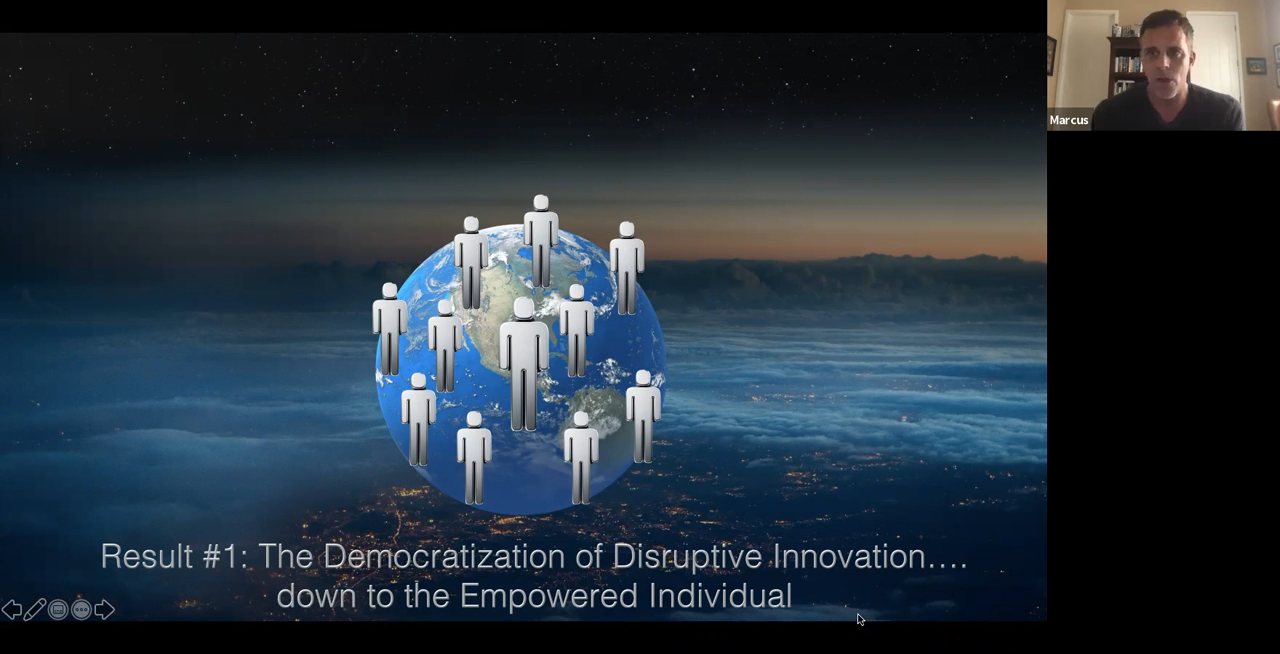 Marcus
Result #1: The Democratization of Disruptive Innovation....
down to the Empowered Individual